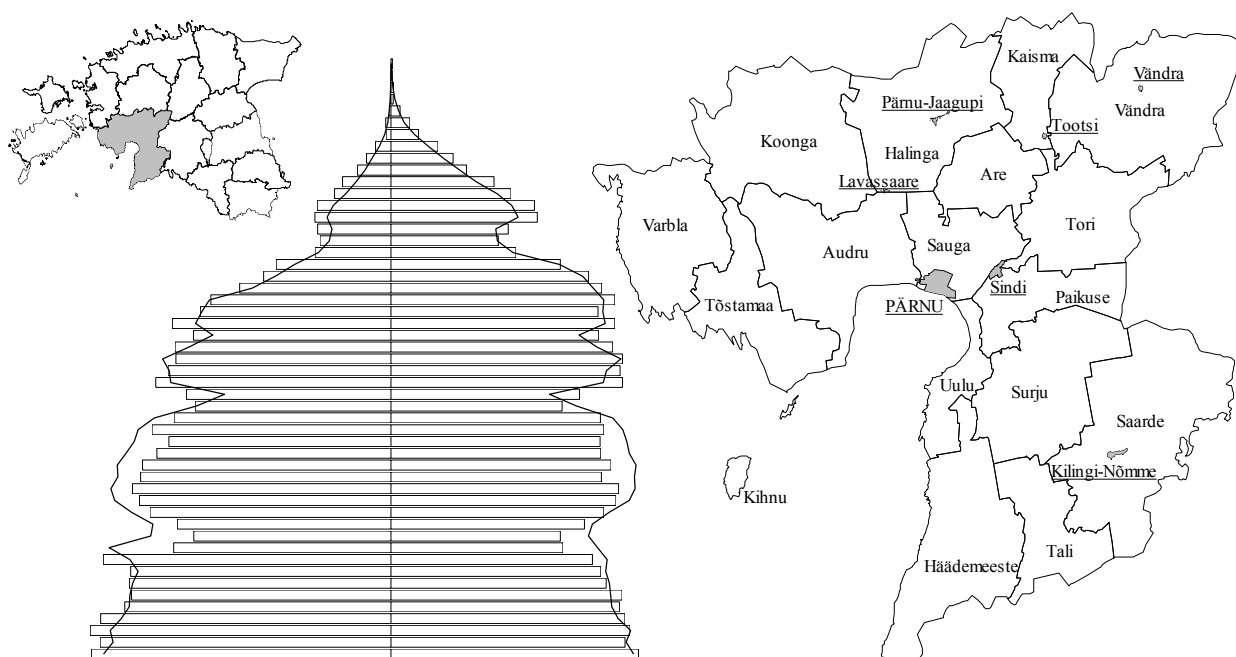 Kaisma
Vändra
Vändra
Pärnu-Jaagupi
Tootsi
Koonga
Halinga
Are
Lavassaare
Varbla
Audru
Sauga
Tori
Sindi
Paikuse
Tõstamaa
PÄRNU
Uulu
Surju
Saarde
Kilingi-Nõmme
Kihnu
Häädemeeste
Tali